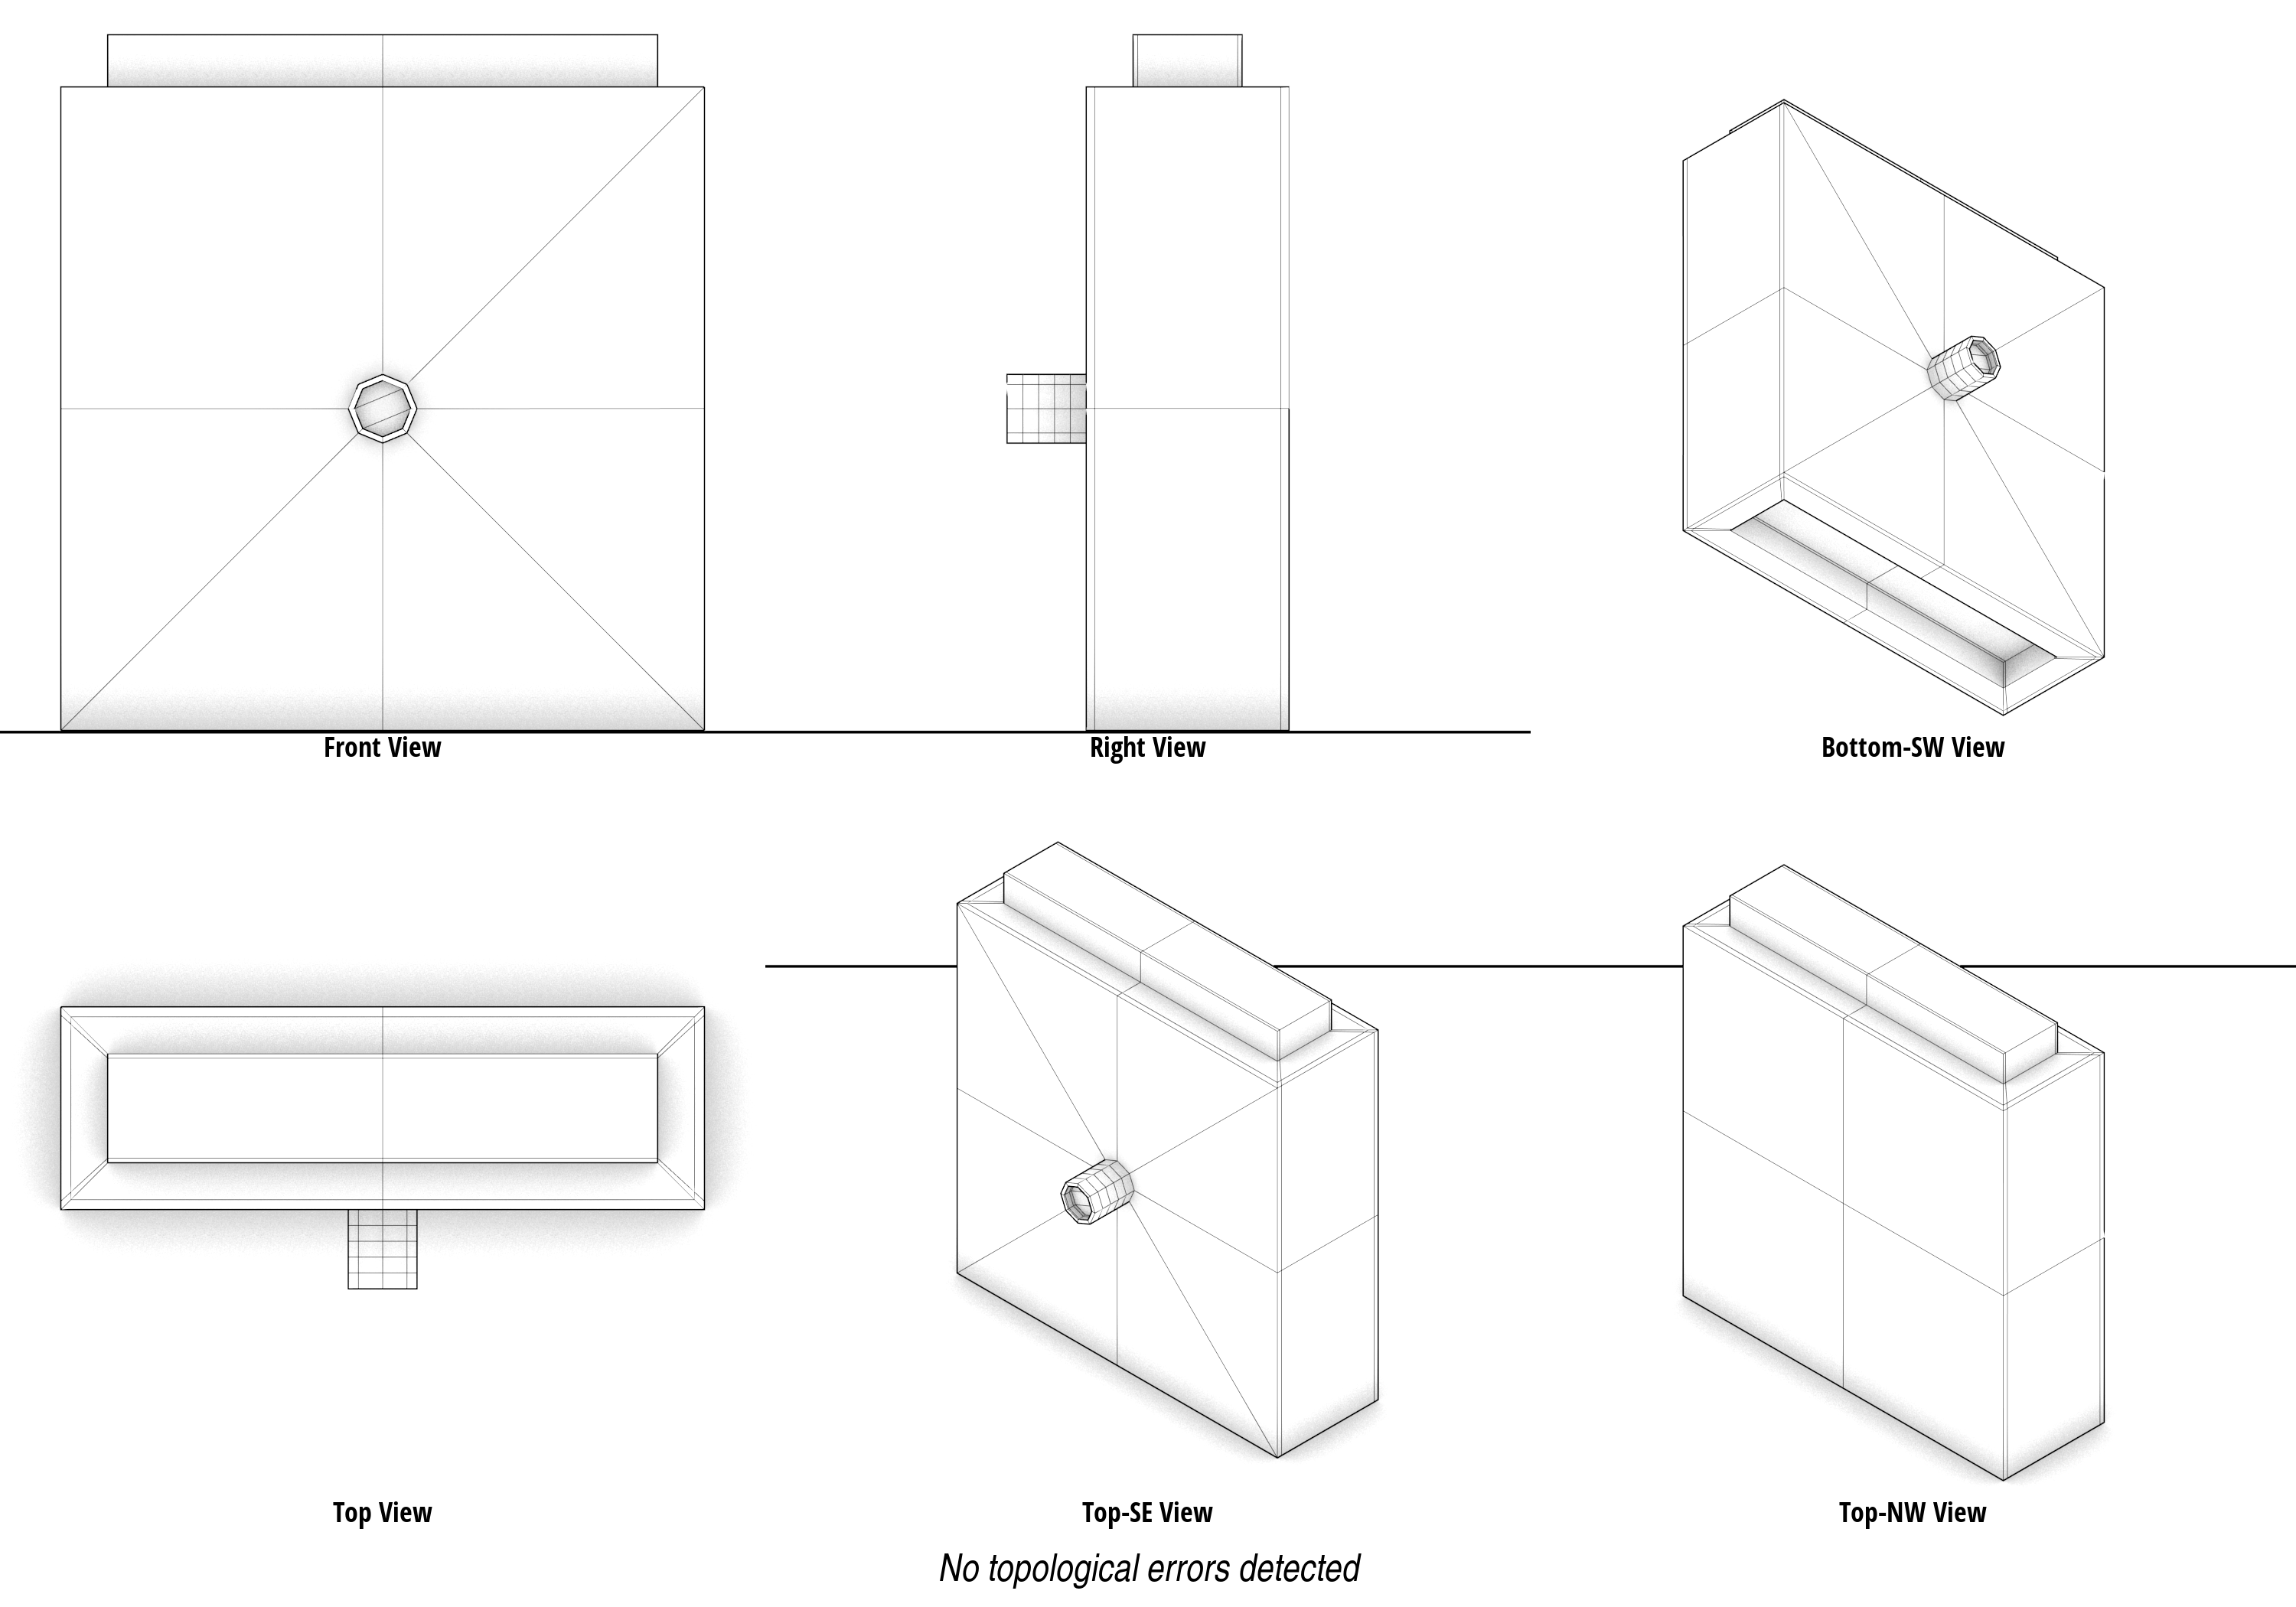 Front View
Right View
Bottom-SW View
Top View
Top-SE View
Top-NW View
No topological errors detected